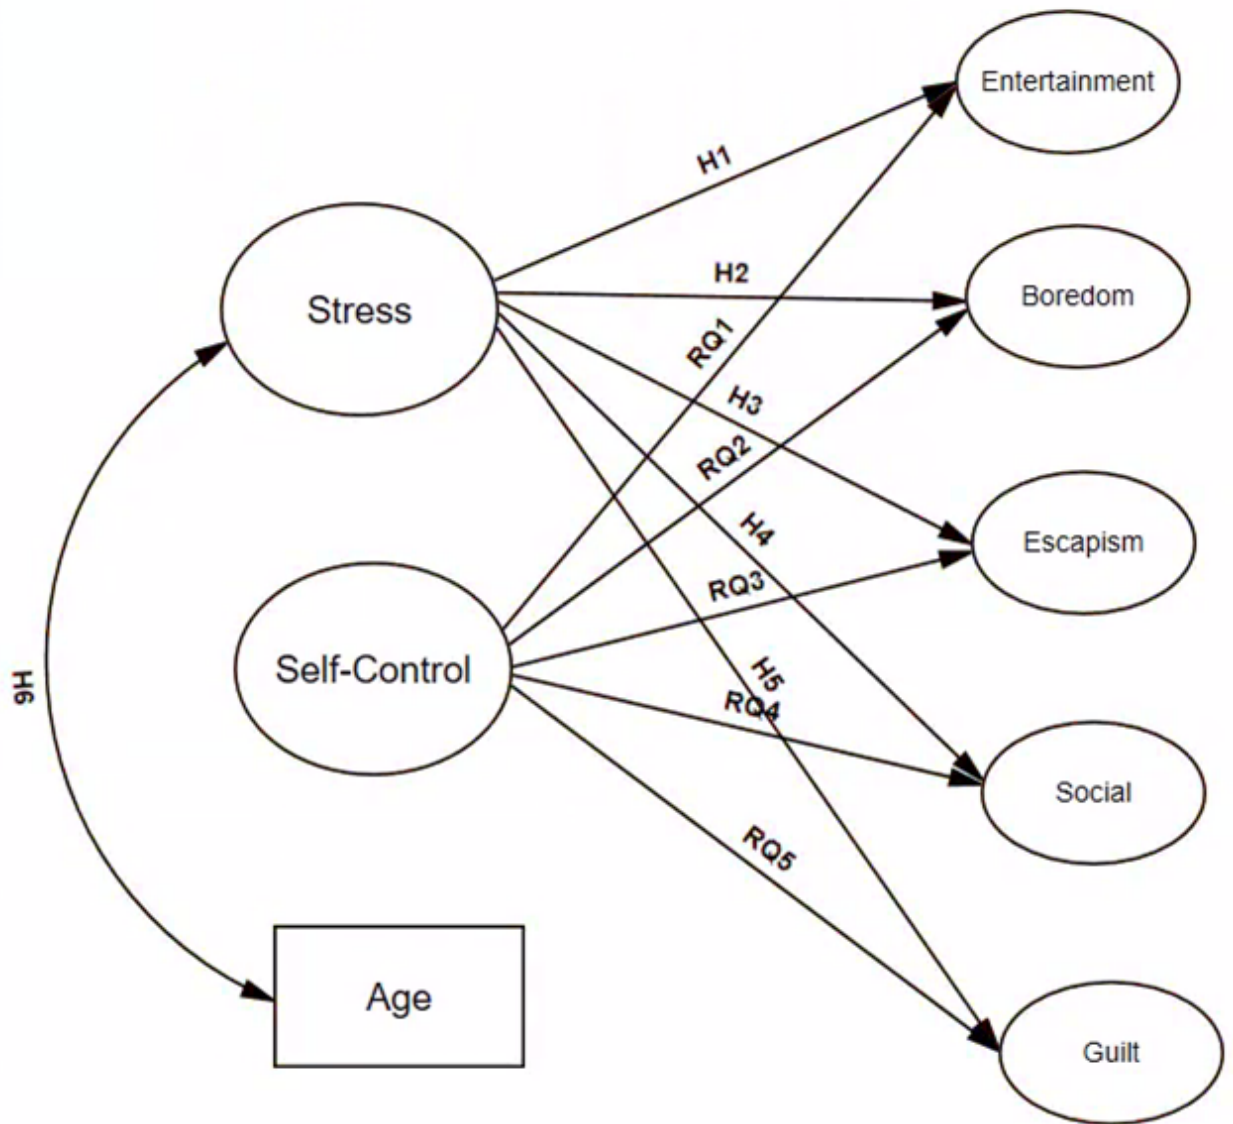 Entertainment
H1
H2
Boredom
Stress
RQ1
H3
RQ2
H4
Escapism
RQ3
Self-Control
H6
H5
RQ4
Social
RQ5
Age
Guilt